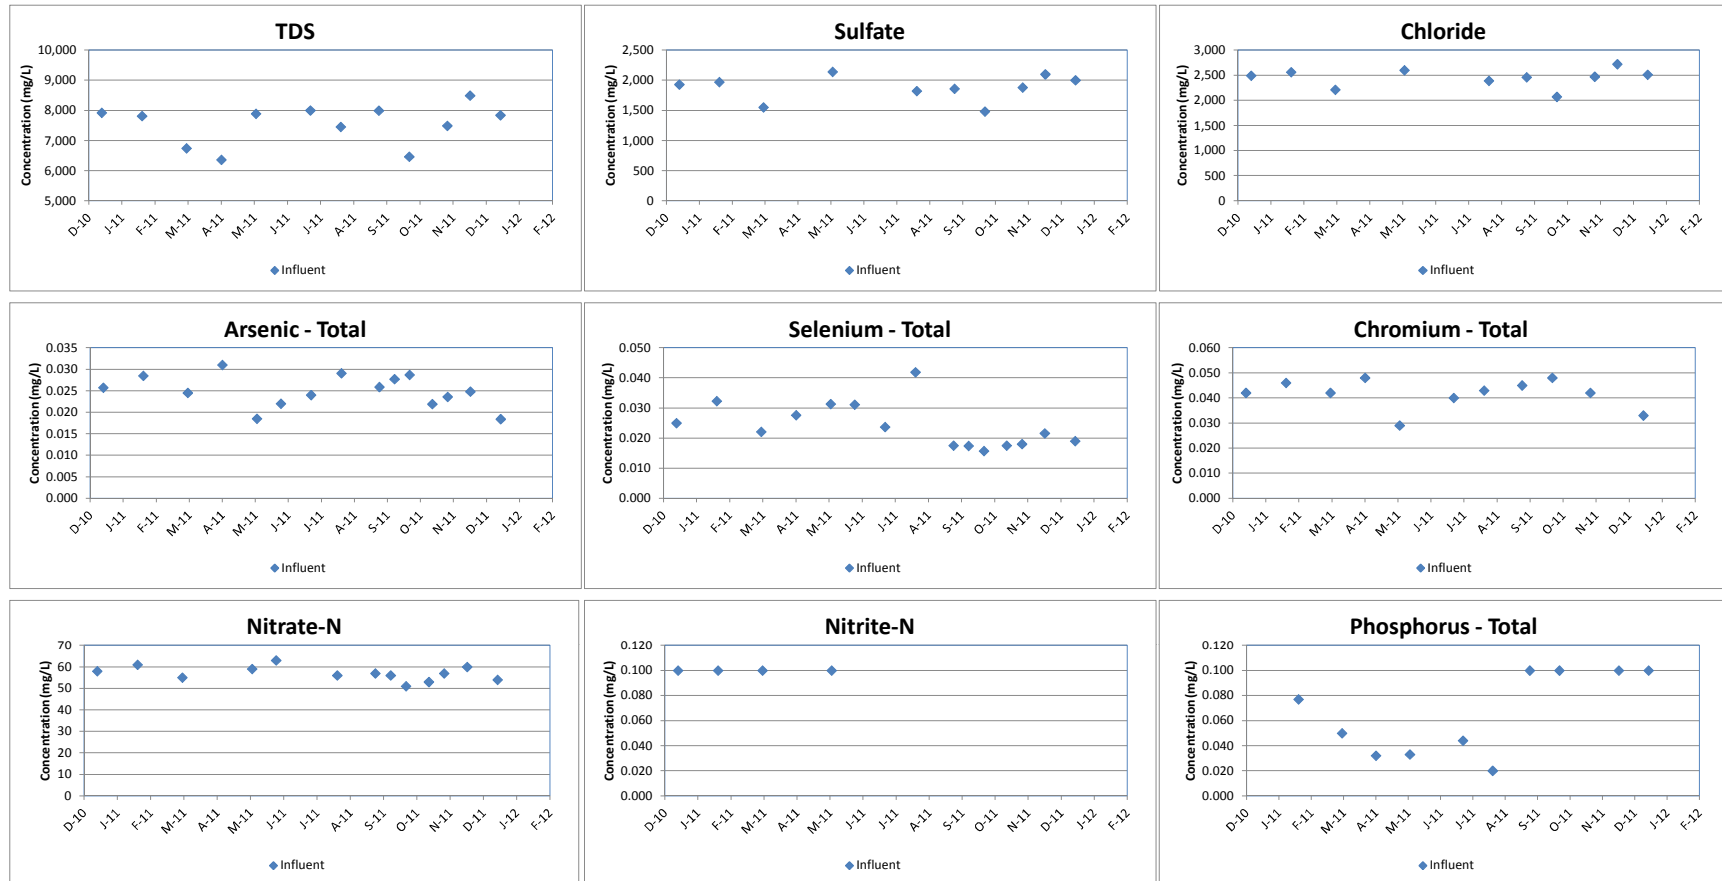 TDS
10,000
9,000
8,000
7,000
6,000
5,000
Concentration (mg/L)
D-10 J-11 F-11 M-11 A-11 M-11 J-11 J-11 A-11 S-11 O-11 N-11 D-11 J-12 F-12
Influent
Sulfate
2,500
2,000
1,500
1,000
500
0
Concentration (mg/L)
D-10 J-11 F-11 M-11 A-11 M-11 J-11 J-11 A-11 S-11 O-11 N-11 D-11 J-12 F-12
Influent
Chloride
3,000
2,500
2,000
1,500
1,000
500
0
Concentration (mg/L)
D-10 J-11 F-11 M-11 A-11 M-11 J-11 J-11 A-11 S-11 O-11 N-11 D-11 J-12 F-12
Influent
Arsenic - Total
0.035
0.030
0.025
0.020
0.015
0.010
0.005
0.000
Concentration (mg/L)
D-10 J-11 F-11 M-11 A-11 M-11 J-11 J-11 A-11 S-11 O-11 N-11 D-11 J-12 F-12
Influent
Selenium - Total
0.050
0.040
0.030
0.020
0.010
0.000
Concentration (mg/L)
D-10 J-11 F-11 M-11 A-11 M-11 J-11 J-11 A-11 S-11 O-11 N-11 D-11 J-12 F-12
Influent
Chromium - Total
0.060
0.050
0.040
0.030
0.020
0.010
0.000
Concentration (mg/L)
D-10 J-11 F-11 M-11 A-11 M-11 J-11 J-11 A-11 S-11 O-11 N-11 D-11 J-12 F-12
Influent
Nitrate-N
70
60
50
40
30
20
10
0
Concentration (mg/L)
D-10 J-11 F-11 M-11 A-11 M-11 J-11 J-11 A-11 S-11 O-11 N-11 D-11 J-12 F-12
Influent
Nitrite-N
0.120
0.100
0.080
0.060
0.040
0.020
0.000
Concentration (mg/L)
D-10 J-11 F-11 M-11 A-11 M-11 J-11 J-11 A-11 S-11 O-11 N-11 D-11 J-12 F-12
Influent
Phosphorus - Total
0.120
0.100
0.080
0.060
0.040
0.020
0.000
Concentration (mg/L)
D-10 J-11 F-11 M-11 A-11 M-11 J-11 J-11 A-11 S-11 O-11 N-11 D-11 J-12 F-12
Influent